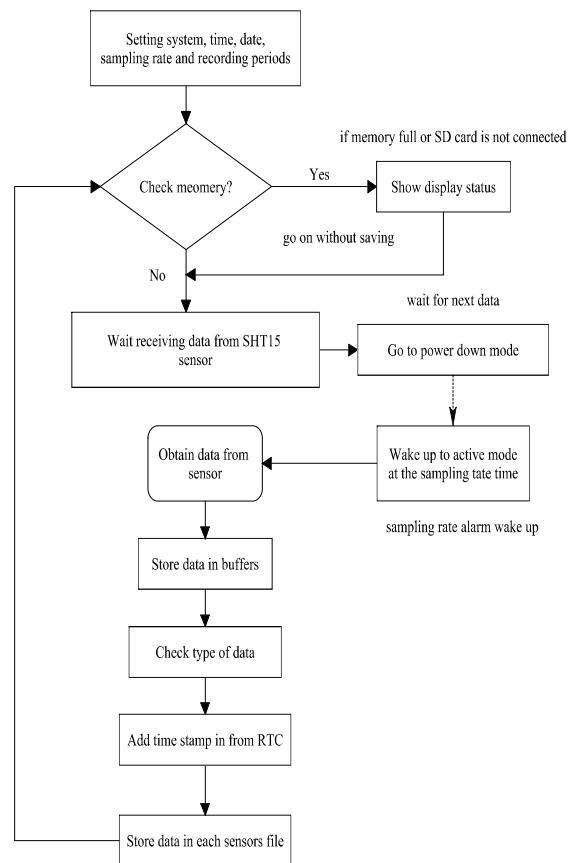 Setting system, time, date,
sampling rate and recording periods
if memory full or SD card is not connected
Check meomery?
Yes
Show display status
go on without saving
No
wait for next data
Wait receiving data from SHT15
sensor
Go to power down mode
Obtain data from
sensor
Wake up to active mode
at the sampling tate time
sampling rate alarm wake up
Store data in buffers
Check type of data
Add time stamp in from RTC
Store data in each sensors file